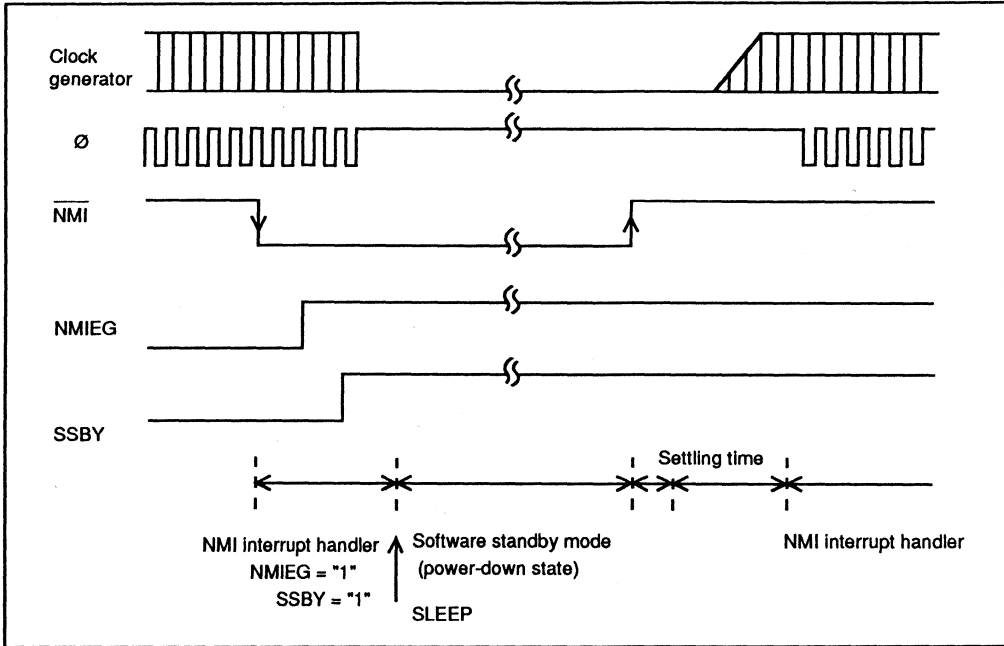 Clock
generator
Ø
NMI
NMIEG
SSBY
Settling time
NMI interrupt handler
NMIEG = "1"
SSBY = "1"
Software standby mode
(power-down state)
SLEEP
NMI interrupt handler